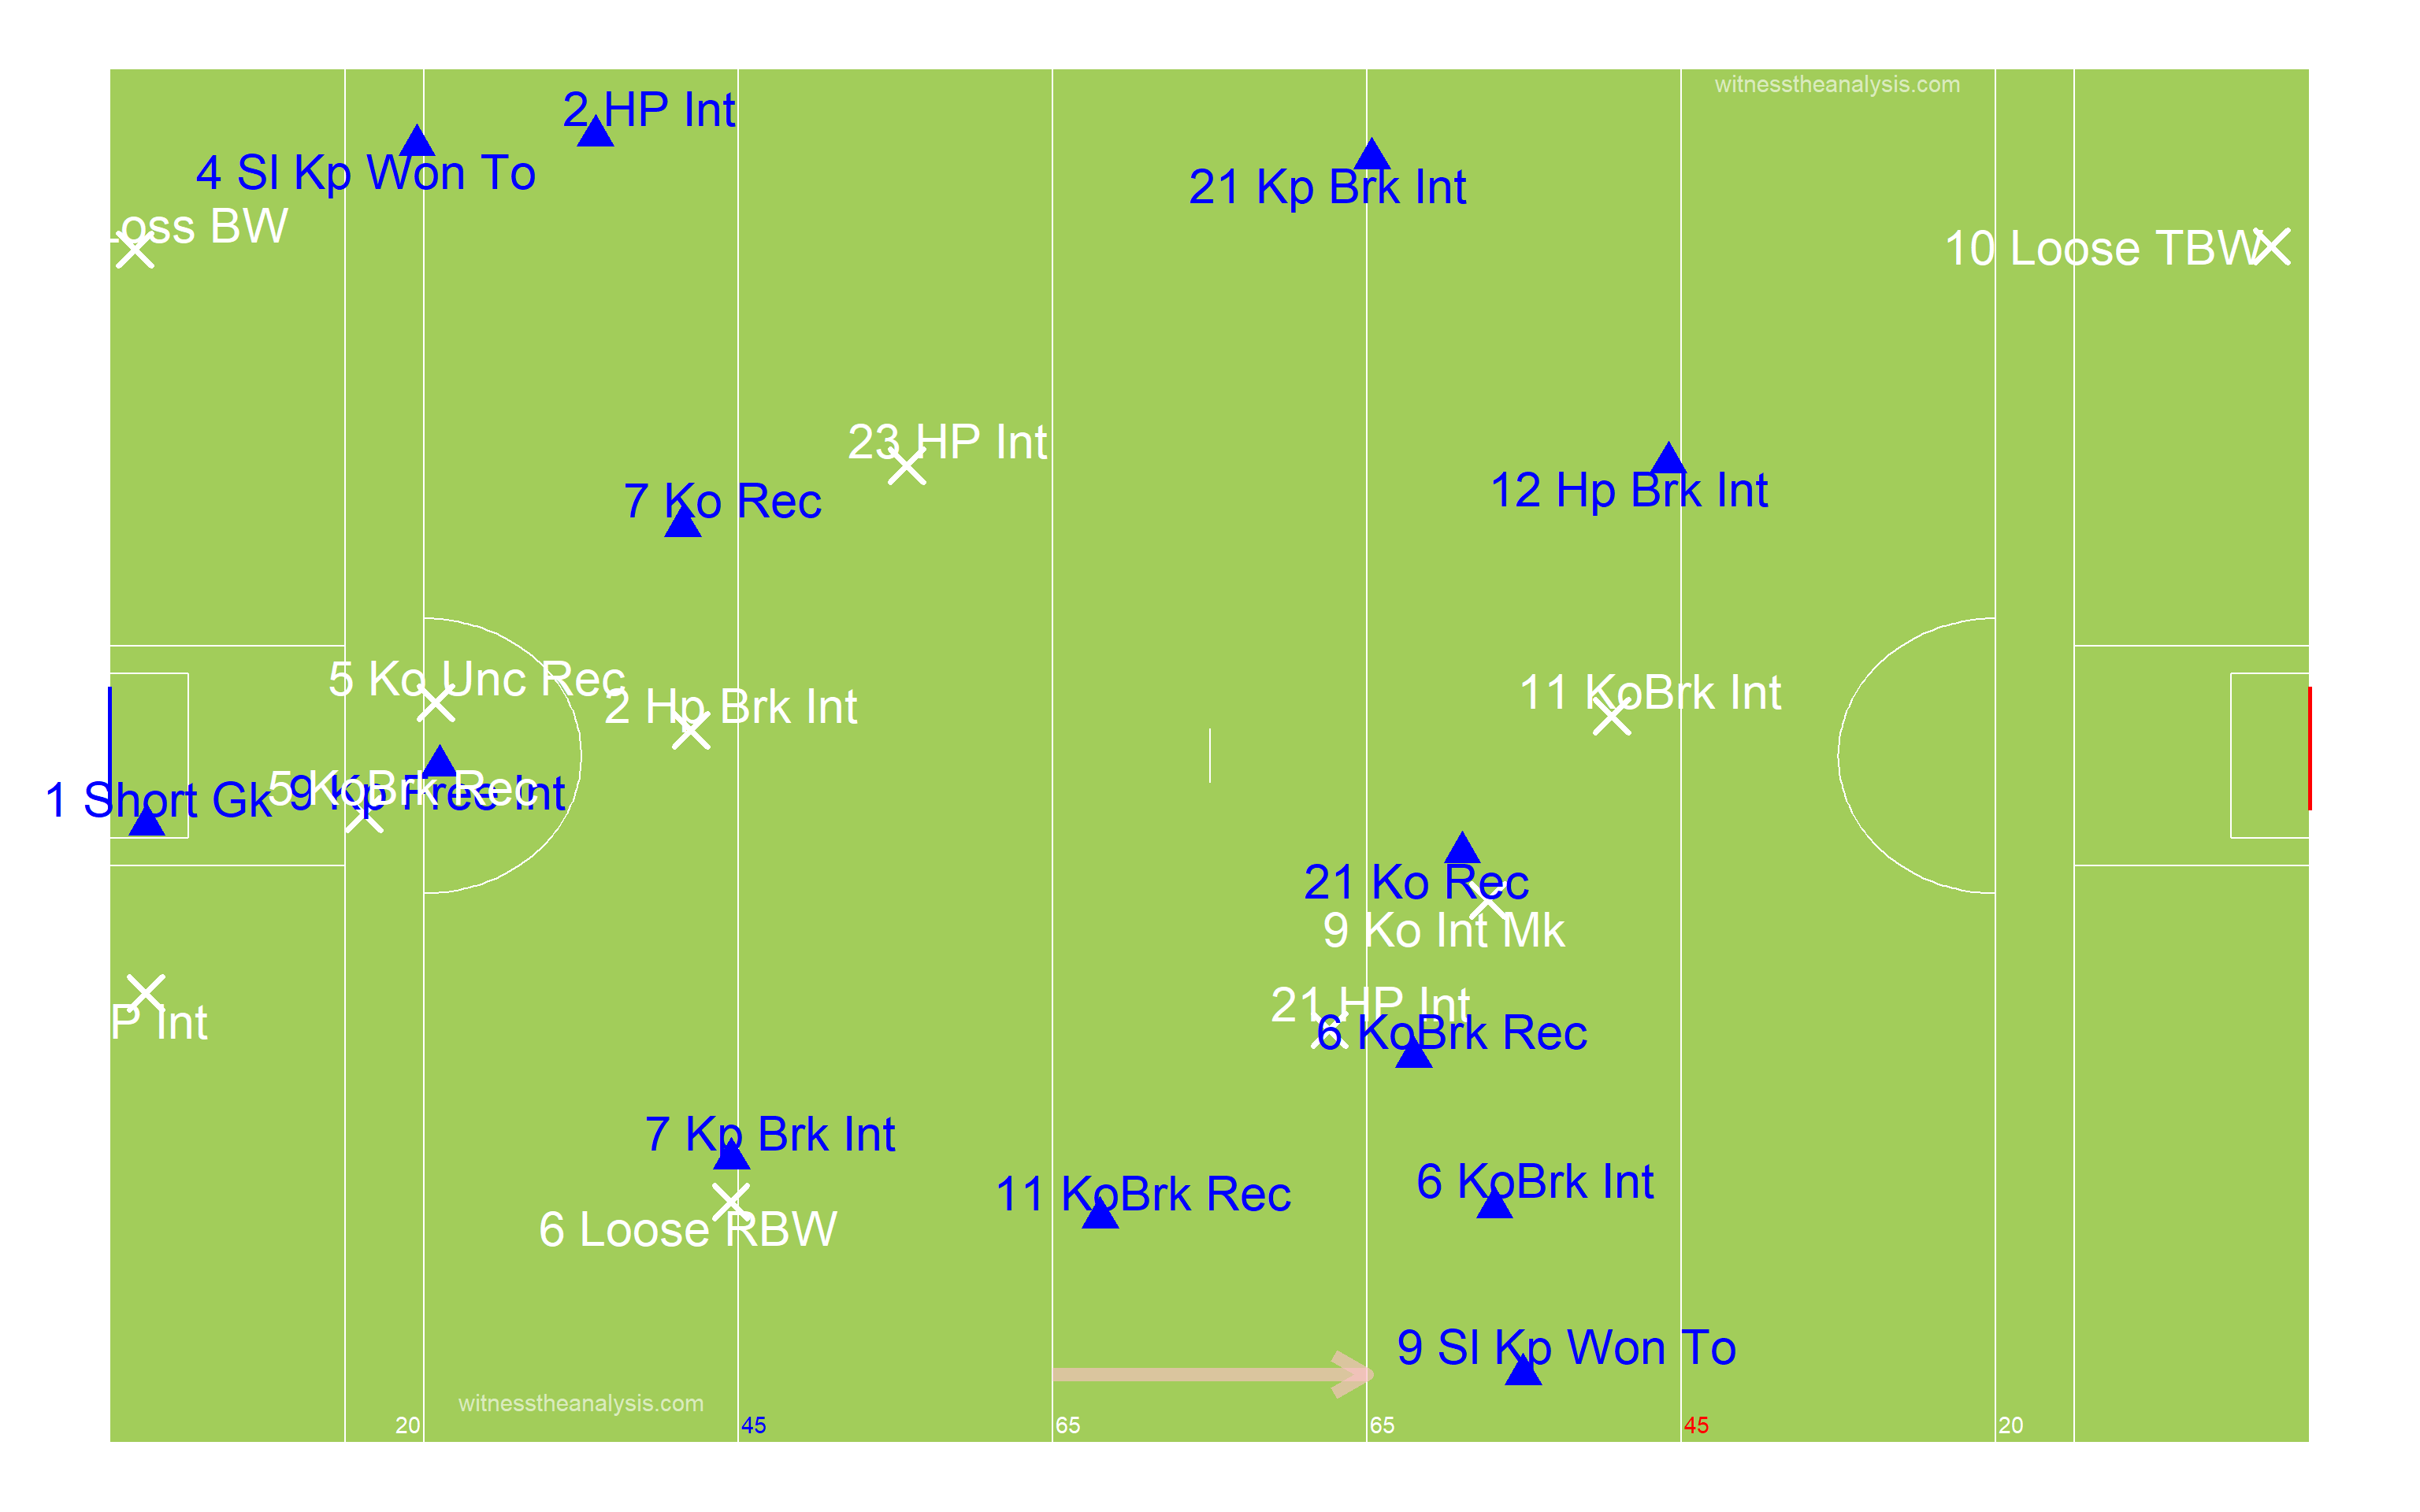 witnesstheanalysis.com
2 HP Int
4 Sl Kp Won To
21 Kp Brk Int
oss BW
10 Loose TBW
23 HP Int
7 Ko Rec
12 Hp Brk Int
5 Ko Unc Rec
2 Hp Brk Int
11 KoBrk Int
1 Short Gk
9 Kp Free Int
5 KoBrk Rec
21 Ko Rec
9 Ko Int Mk
21 HP Int
P Int
6 KoBrk Rec
7 Kp Brk Int
11 KoBrk Rec
6 KoBrk Int
6 Loose RBW
9 Sl Kp Won To
witnesstheanalysis.com
20
45
65
65
45
20